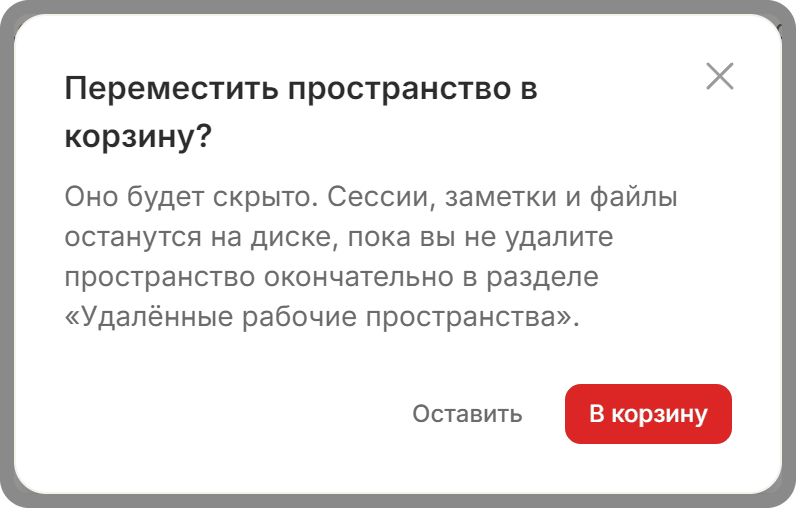 Переместить пространство в
корзину?
Оно будет скрыто. Сессии, заметки и файлы
останутся на диске, пока вы не удалите
пространство окончательно в разделе
«Удалённые рабочие пространства».
Оставить
В корзину